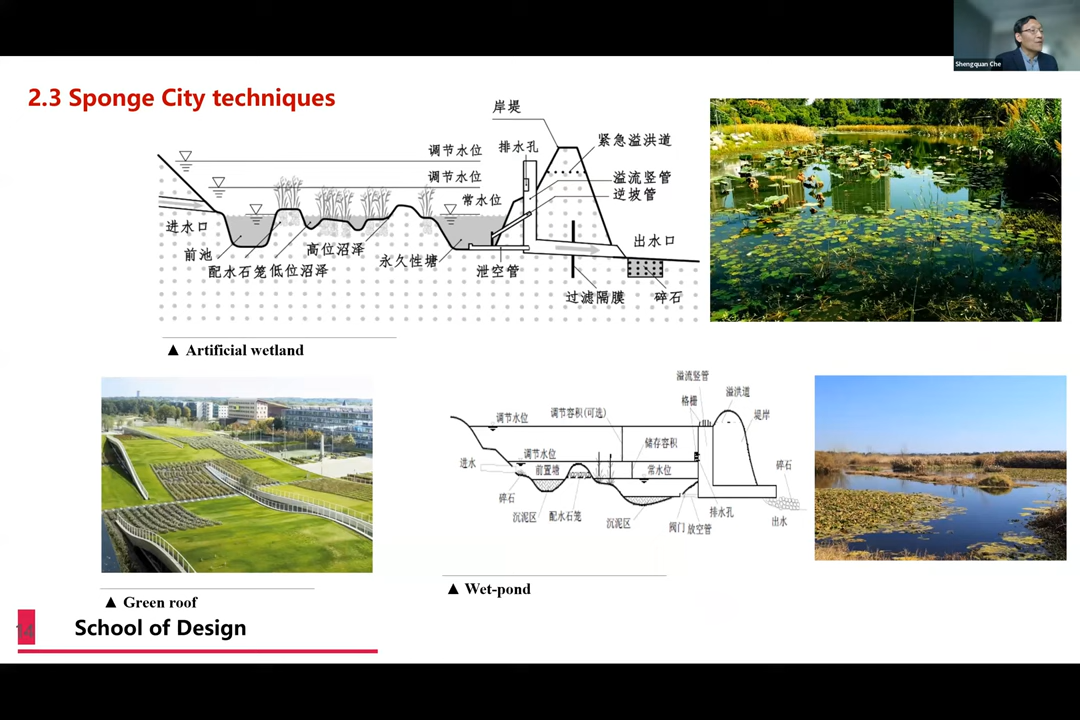 Shengquan Che
2.3 Sponge City techniques
岸堤
紧急溢洪道
排水孔
调节水位
调节水位
溢流竖管
逆坡管
常水位
进水口
前池
配水石笼
低位沼泽
高位沼泽
永久性塘
泄空管
出水口
过滤隔膜
碎石
▲ Artificial wetland
溢流竖管
溢洪道
格栅
堤岸
调节水位
调节容积(可选)
储存容积
调节水位
进水
前置塘
常水位
碎石
碎石
沉泥区
配水石笼
沉泥区
阀门
放空管
排水孔
出水
▲ Green roof
▲ Wet-pond
14
School of Design